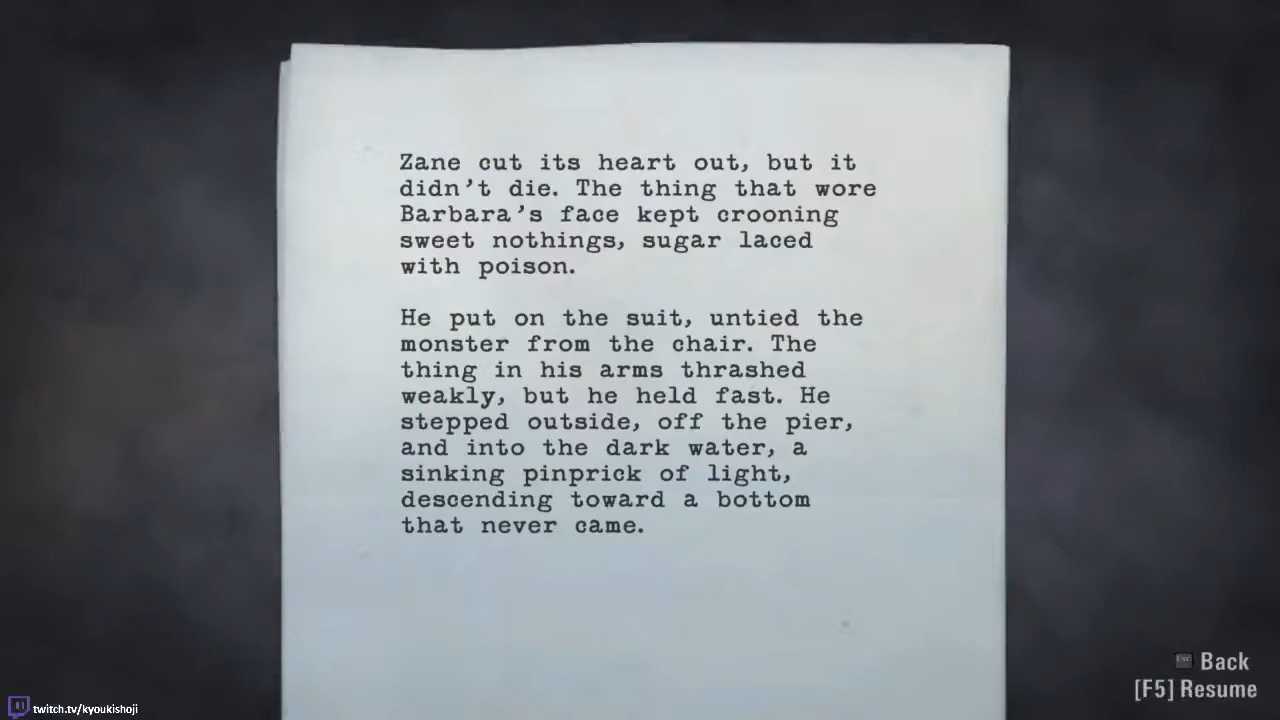 Zane cut its heart out, but it
didn't die. The thing that wore
Barbara's face kept crooning
sweet nothings, sugar laced
with poison.
He put on the suit, untied the
monster from the chair. The
thing in his arms thrashed
weakly, but he held fast. He
stepped outside, off the pier,
and into the dark water, a
sinking pinprick of light,
descending toward a bottom
that never came.
Back
[F5] Resume
twitch.tv/kyoukishoji